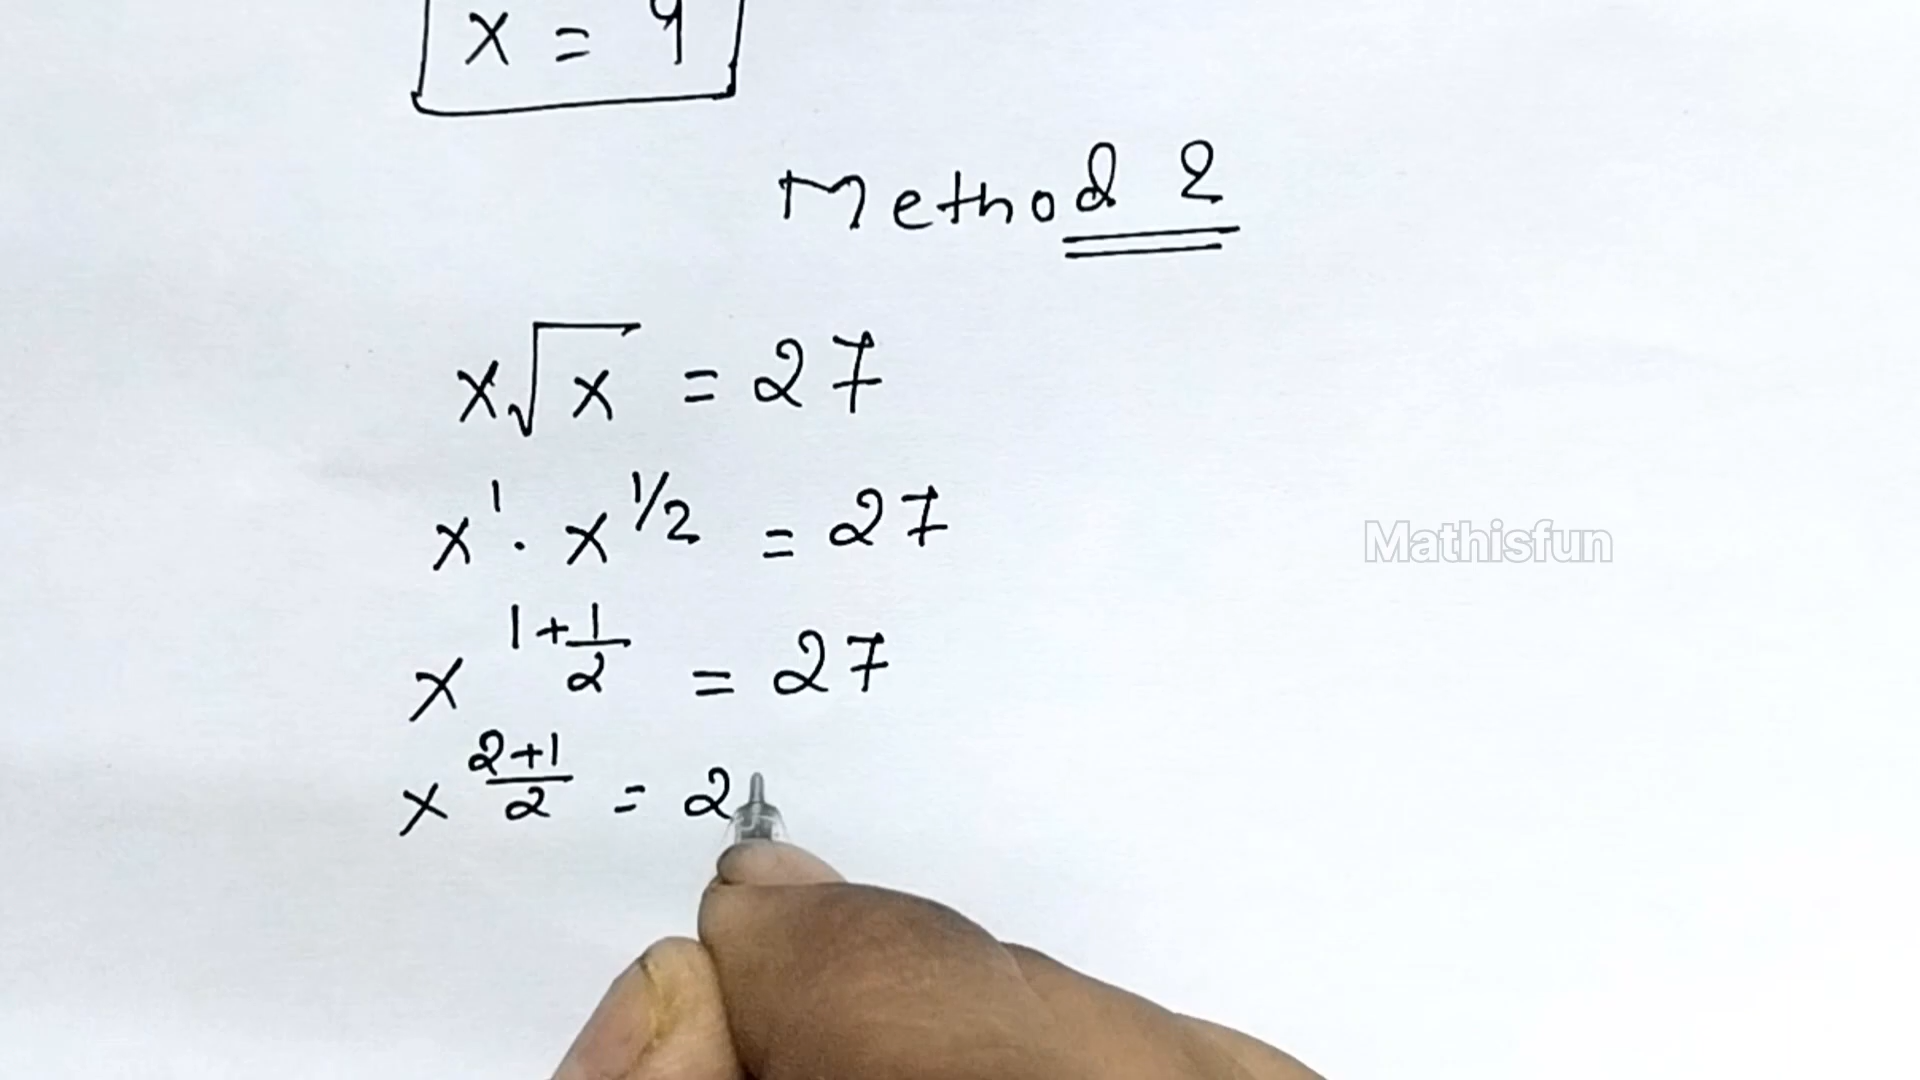 x = 9
Method 2
x√x = 27
x¹ · x^1/2 = 27
Mathisfun
x^1+1/2 = 27
x^2+1/2 = 2